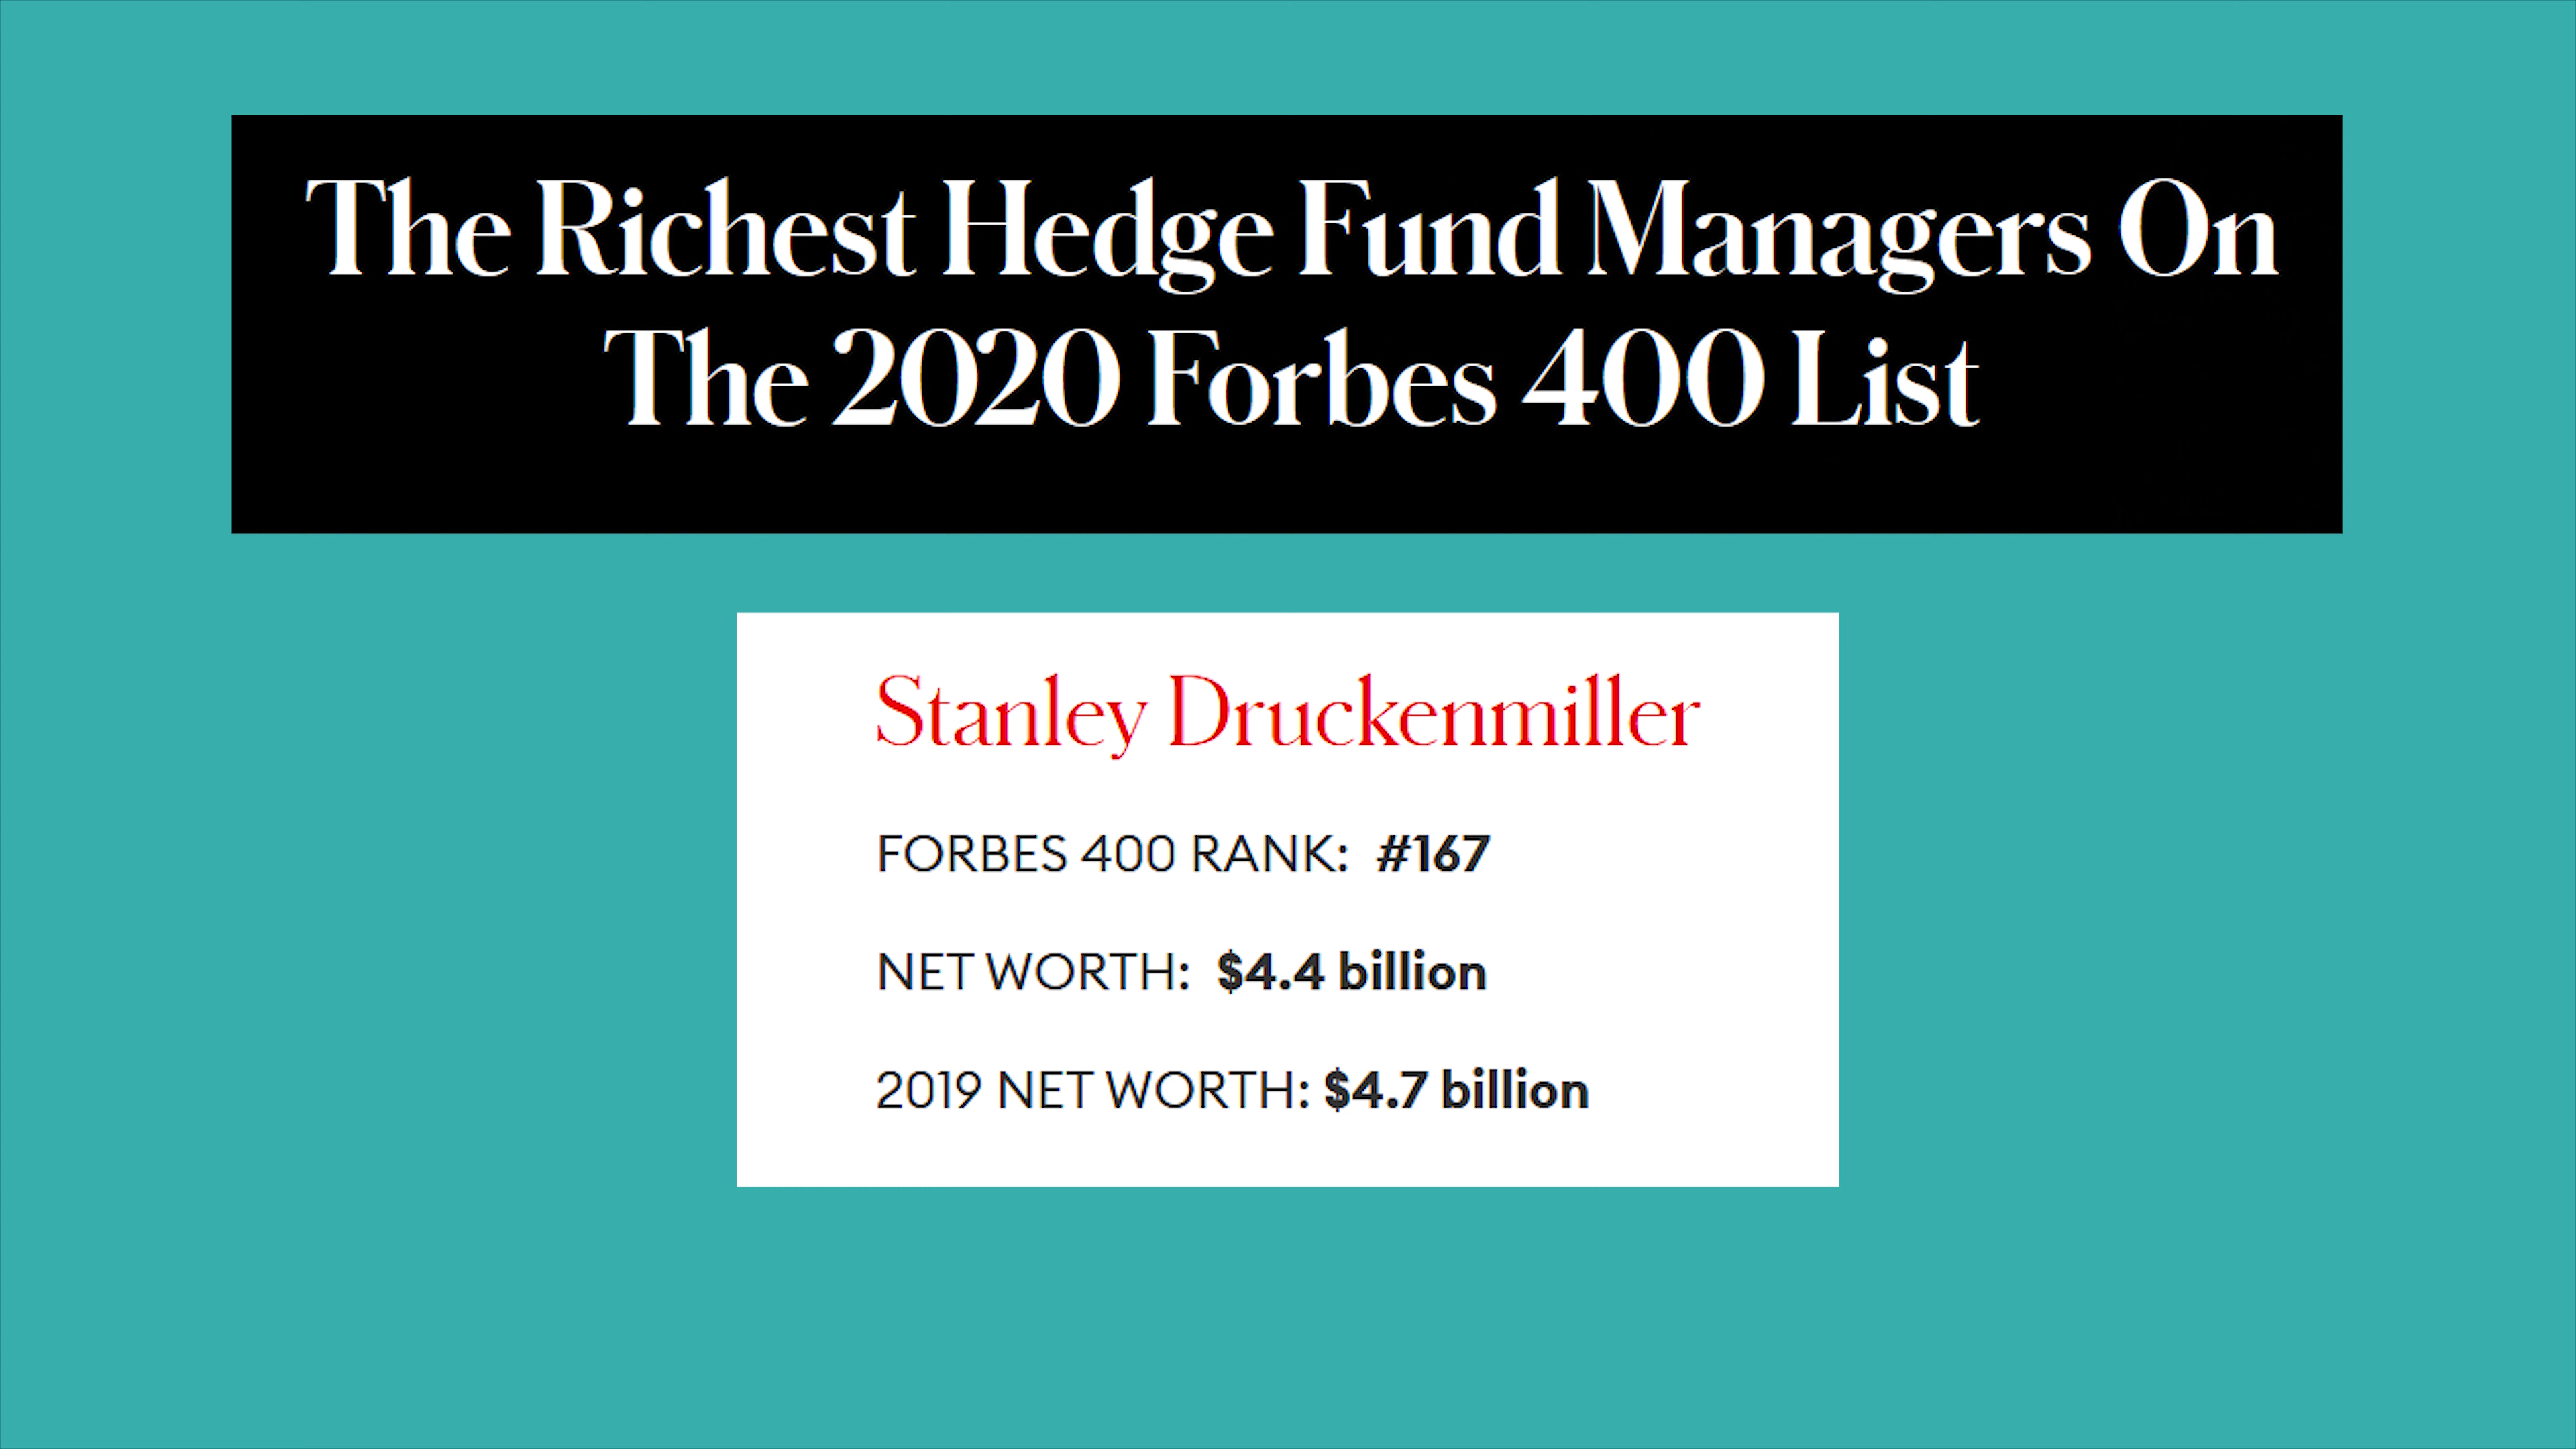 The Richest Hedge Fund Managers On
The 2020 Forbes 400 List
Stanley Druckenmiller
FORBES 400 RANK: #167
NET WORTH: $4.4 billion
2019 NET WORTH: $4.7 billion